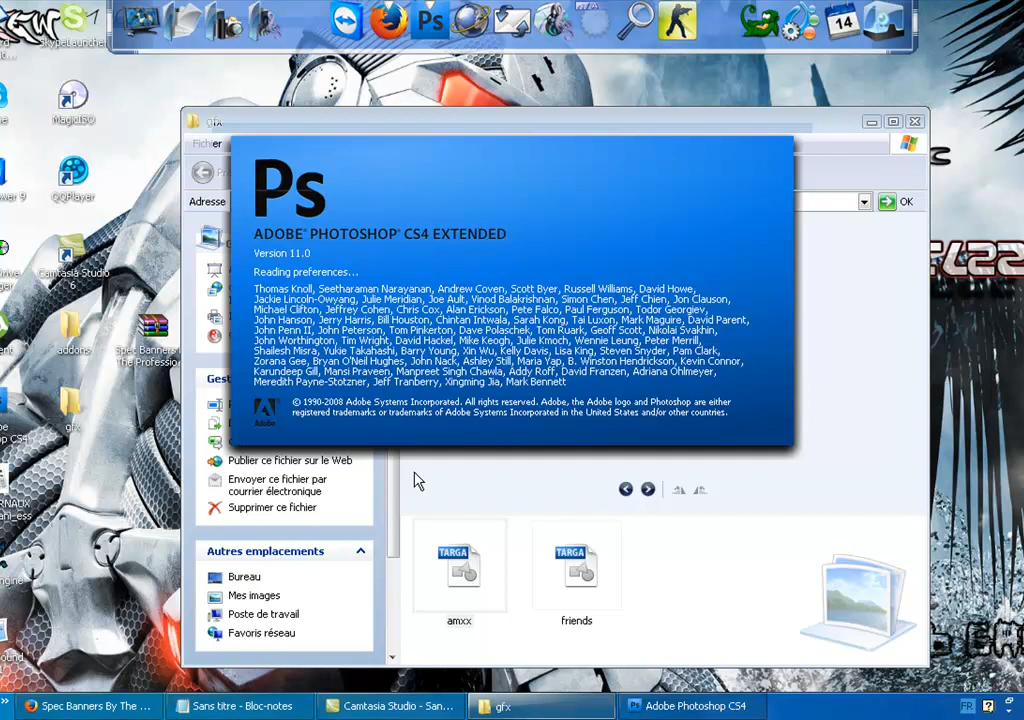 SkypeLauncher
14
MagicISO
gfx
Fichier
QQPlayer
Adresse
OK
Ps
ADOBE® PHOTOSHOP® CS4 EXTENDED
Version 11.0
Reading preferences...
Thomas Knoll, Seetharaman Narayanan, Andrew Coven, Scott Byer, Russell Williams, David Howe,
Jackie Lincoln-Owyang, Julie Meridian, Joe Ault, Vinod Balakrishnan, Simon Chen, Jeff Chien, Jon Clauson,
Michael Clifton, Jeffrey Cohen, Chris Cox, Alan Erickson, Pete Falco, Paul Ferguson, Todor Georgiev,
John Hanson, Jerry Harris, Bill Houston, Chintan Intwala, Sarah Kong, Tai Luxon, Mark Maguire, David Parent,
John Penn II, John Peterson, Tom Pinkerton, Dave Polaschek, Tom Ruark, Geoff Scott, Nikolai Svakhin,
John Worthington, Tim Wright, David Hackel, Mike Keogh, Julie Kmoch, Wennie Leung, Peter Merrill,
Shailesh Misra, Yukie Takahashi, Barry Young, Xin Wu, Kelly Davis, Lisa King, Steven Snyder, Pam Clark,
Zorana Gee, Bryan O'Neil Hughes, John Nack, Ashley Still, Maria Yap, B. Winston Hendrickson, Kevin Connor,
Karundeep Gill, Mansi Praveen, Manpreet Singh Chawla, Addy Roff, David Franzen, Adriana Ohlmeyer,
Meredith Payne-Stotzner, Jeff Tranberry, Xingming Jia, Mark Bennett
Adobe
© 1990-2008 Adobe Systems Incorporated. All rights reserved. Adobe, the Adobe logo and Photoshop are either
registered trademarks or trademarks of Adobe Systems Incorporated in the United States and/or other countries.
Camtasia Studio
6
addons
Spec Banners
The Professio
gfx
Gest
Publier ce fichier sur le Web
Envoyer ce fichier par
courrier électronique
Supprimer ce fichier
Autres emplacements
Bureau
Mes images
Poste de travail
Favoris réseau
TARGA
amxx
TARGA
friends
Spec Banners By The ...
Sans titre - Bloc-notes
Camtasia Studio - San...
gfx
Ps
Adobe Photoshop CS4
FR